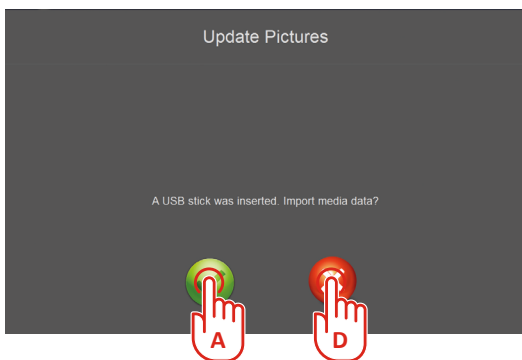 Update Pictures
A USB stick was inserted. Import media data?
A D